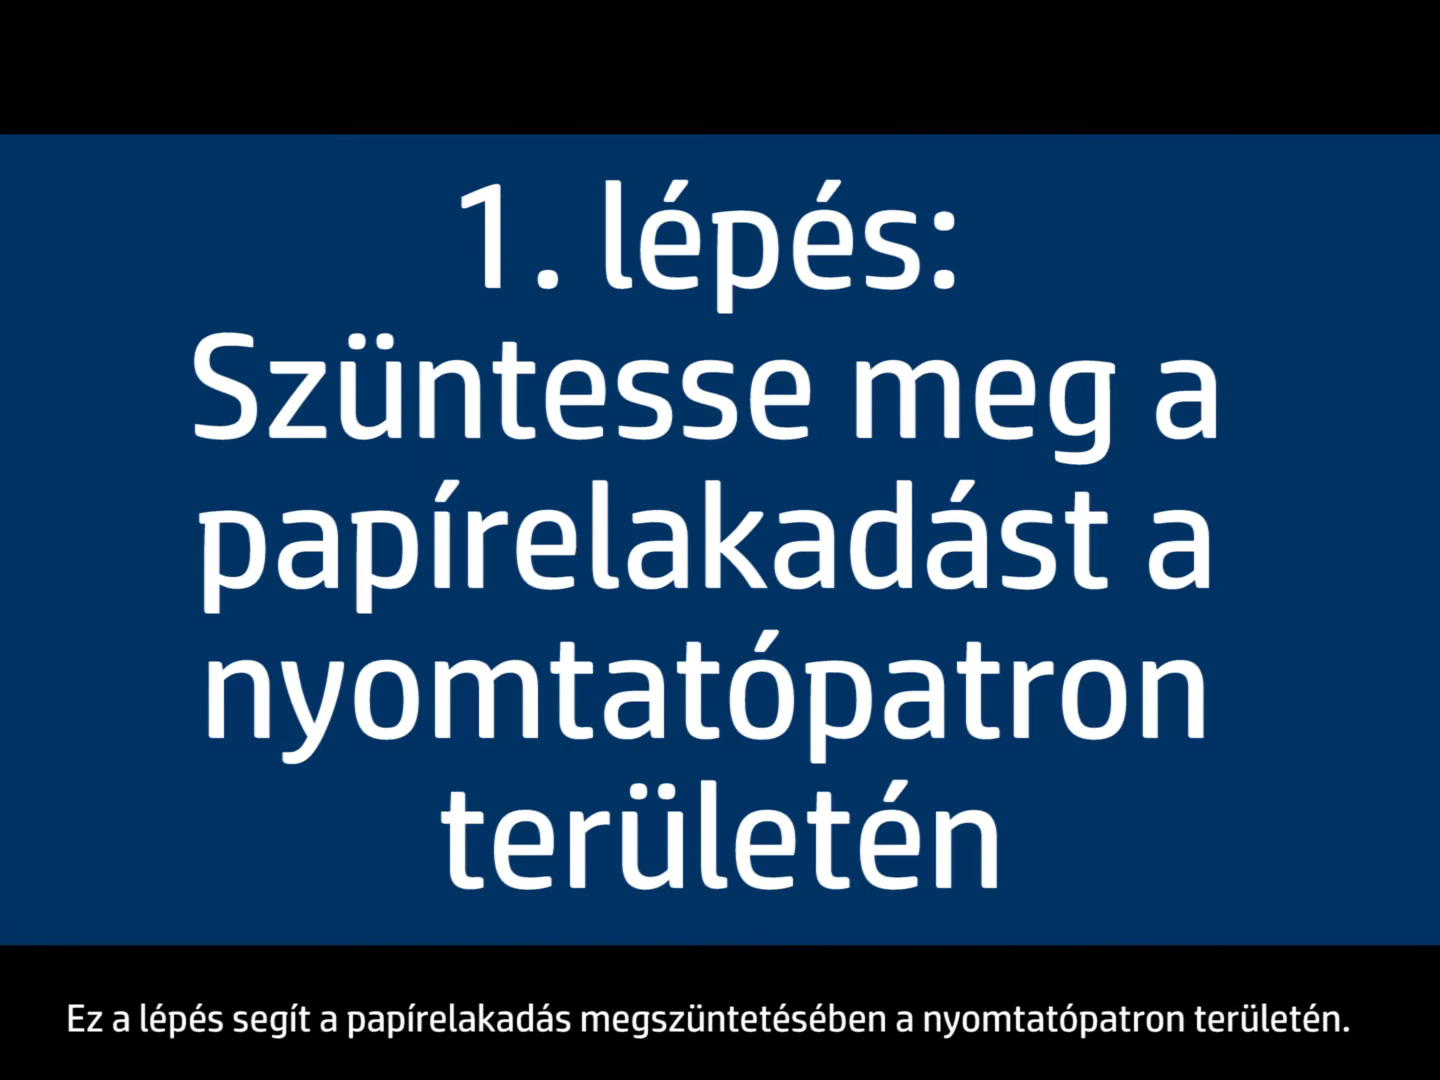 1. lépés:
Szüntesse meg a
papírelakadást a
nyomtatópatron
területén
Ez a lépés segít a papírelakadás megszüntetésében a nyomtatópatron területén.